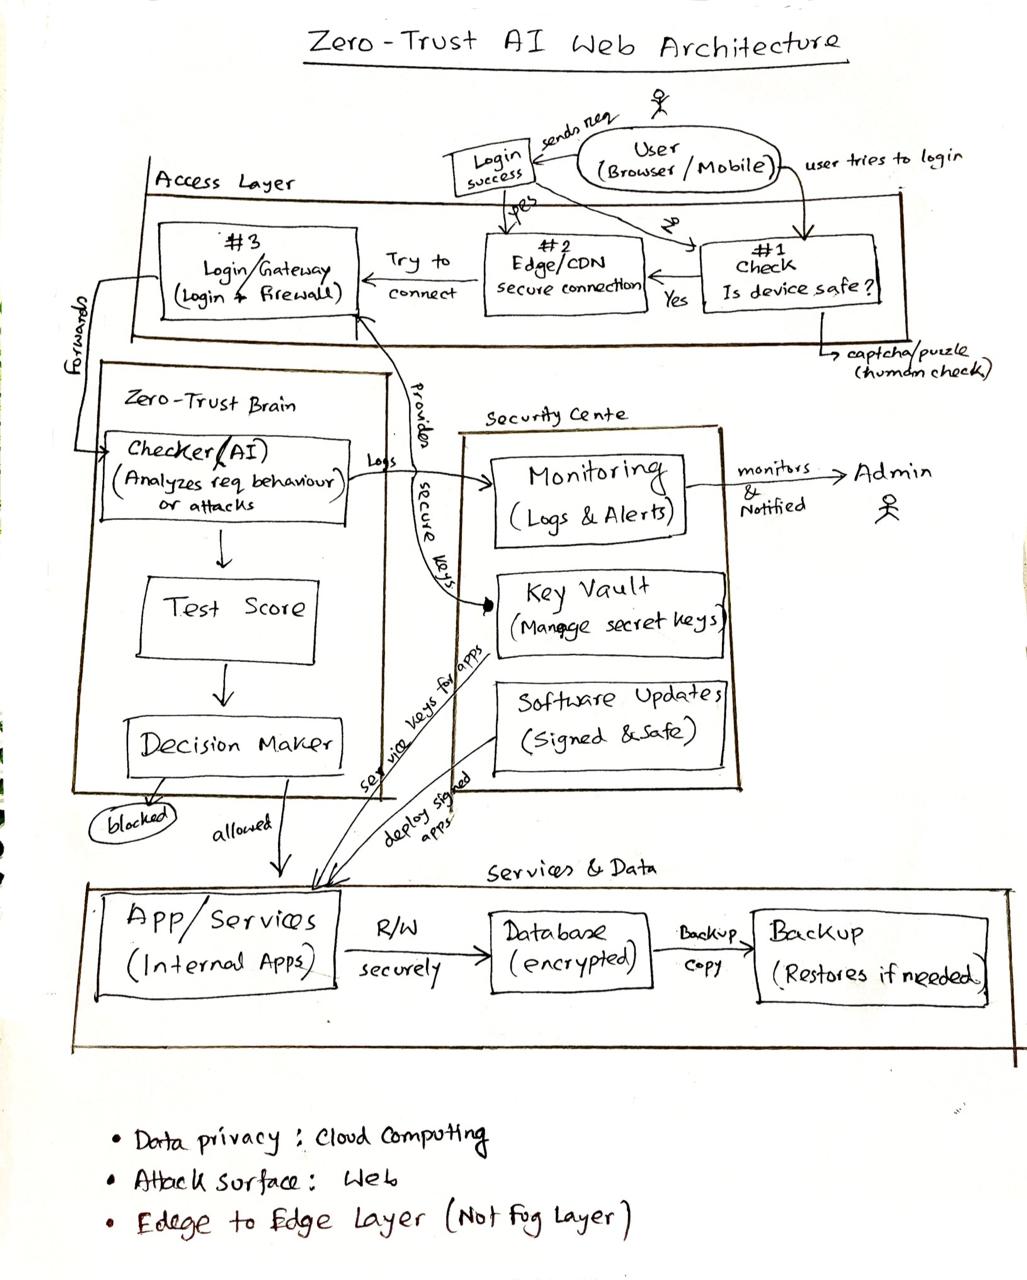 Zero-Trust AI Web Architecture
sends req
User
(Browser/Mobile)
user tries to login
Login
success
Access Layer
yes
No
#3
Login/Gateway
(Login + Firewall)
Try to
connect
#2
Edge/CDN
secure connection
Yes
#1
Check
Is device safe?
captcha/puzzle
(human check)
Forwards
Zero-Trust Brain
Checker(AI)
(Analyzes req behaviour)
or attacks
Logs
Provides secure keys
Security Cente
Monitoring
(Logs & Alerts)
monitors
&
Notified
Admin
Test Score
Key Vault
(Manage secret keys)
service keys for apps
Software Updates
(Signed & safe)
Decision Maker
deploy signed
apps
blocked
allowed
Services & Data
App/Services
(Internal Apps)
R/W
securely
Database
(encrypted)
Backup
copy
Backup
(Restores if needed)
• Data privacy : Cloud Computing
• Attack surface : Web
• Edege to Edge Layer (Not Fog Layer)